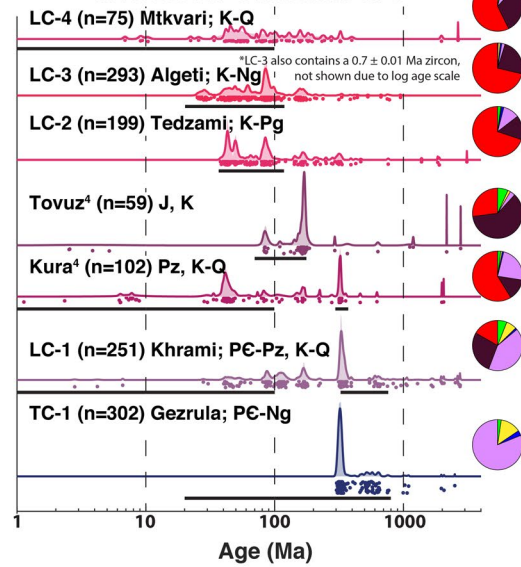 LC-4 (n=75) Mtkvari; K-Q
*LC-3 also contains a 0.7 ± 0.01 Ma zircon,
not shown due to log age scale
LC-3 (n=293) Algeti; K-Ng
LC-2 (n=199) Tedzami; K-Pg
Tovuz⁴ (n=59) J, K
Kura⁴ (n=102) Pz, K-Q
LC-1 (n=251) Khrami; PЄ-Pz, K-Q
TC-1 (n=302) Gezrula; PЄ-Ng
1 10 100 1000
Age (Ma)